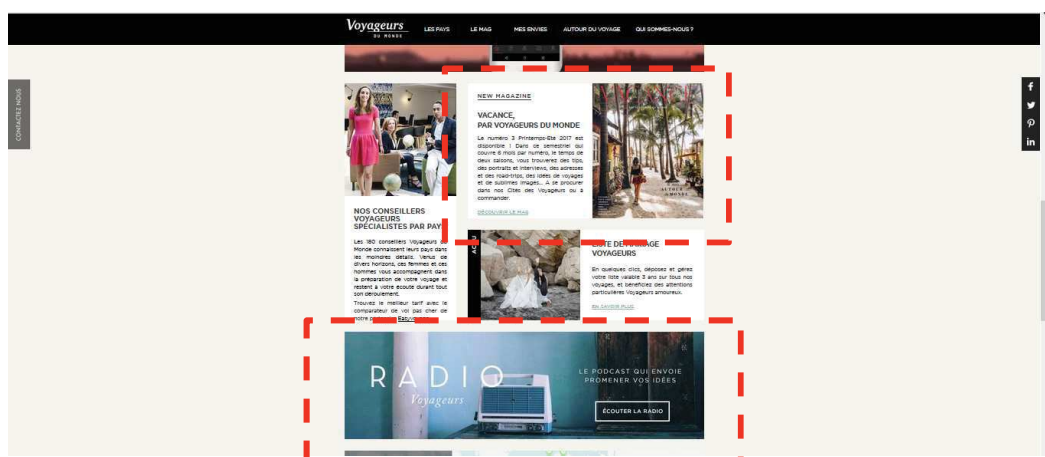 Voyageurs
DU MONDE
LES PAYS
LE MAG
MES ENVIES
AUTOUR DU VOYAGE
QUI SOMMES-NOUS ?
CONTACTEZ NOUS
NEW MAGAZINE
VACANCE,
PAR VOYAGEURS DU MONDE
Le numéro 3 Printemps-Eté 2017 est
disponible ! Dans ce semestriel qui
couvre 6 mois par numéro, le temps de
deux saisons, vous trouverez des tips,
des portraits et interviews, des adresses
et des road-trips, des idées de voyages
et de sublimes images... A se procurer
dans nos Cités des Voyageurs ou à
commander.
DÉCOUVRIR LE MAG
AUTHER
MONDE
NOS CONSEILLERS
VOYAGEURS
SPÉCIALISTES PAR PAYS
Les 180 conseillers Voyageurs du
Monde connaissent leurs pays dans
les moindres détails. Venus de
divers horizons, ces femmes et ces
hommes vous accompagnent dans
la préparation de votre voyage et
restent à votre écoute durant tout
son déroulement.
Trouvez le meilleur tarif avec le
comparateur de vol pas cher de
notre
ACTU
LISTE DE MARIAGE
VOYAGEURS
En quelques clics, déposez et gérez
votre liste valable 3 ans sur tous nos
voyages, et bénéficiez des attentions
particulières Voyageurs amoureux.
EN SAVOIR PLUS
RADIO
Voyageurs
LE PODCAST QUI ENVOIE
PROMENER VOS IDÉES
ÉCOUTER LA RADIO